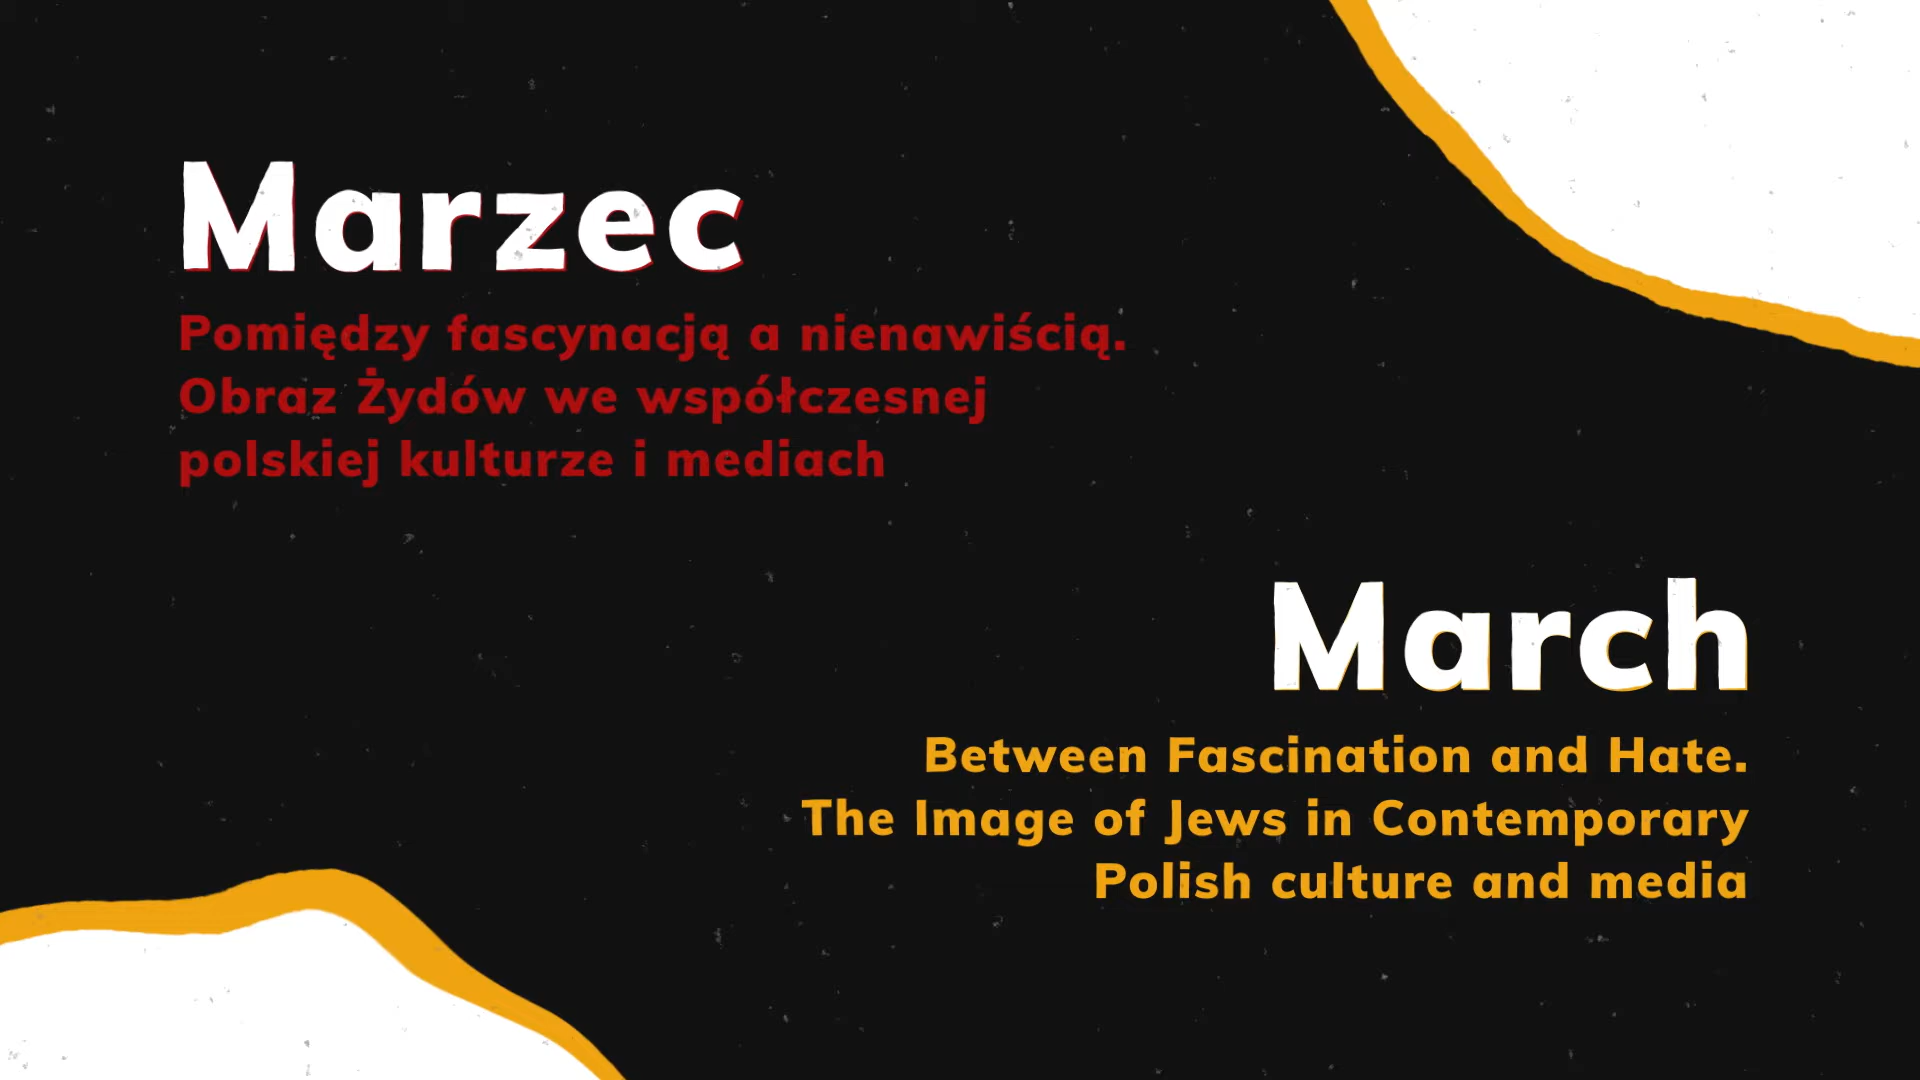 Marzec
Pomiędzy fascynacją a nienawiścią.
Obraz Żydów we współczesnej
polskiej kulturze i mediach
March
Between Fascination and Hate.
The Image of Jews in Contemporary
Polish culture and media